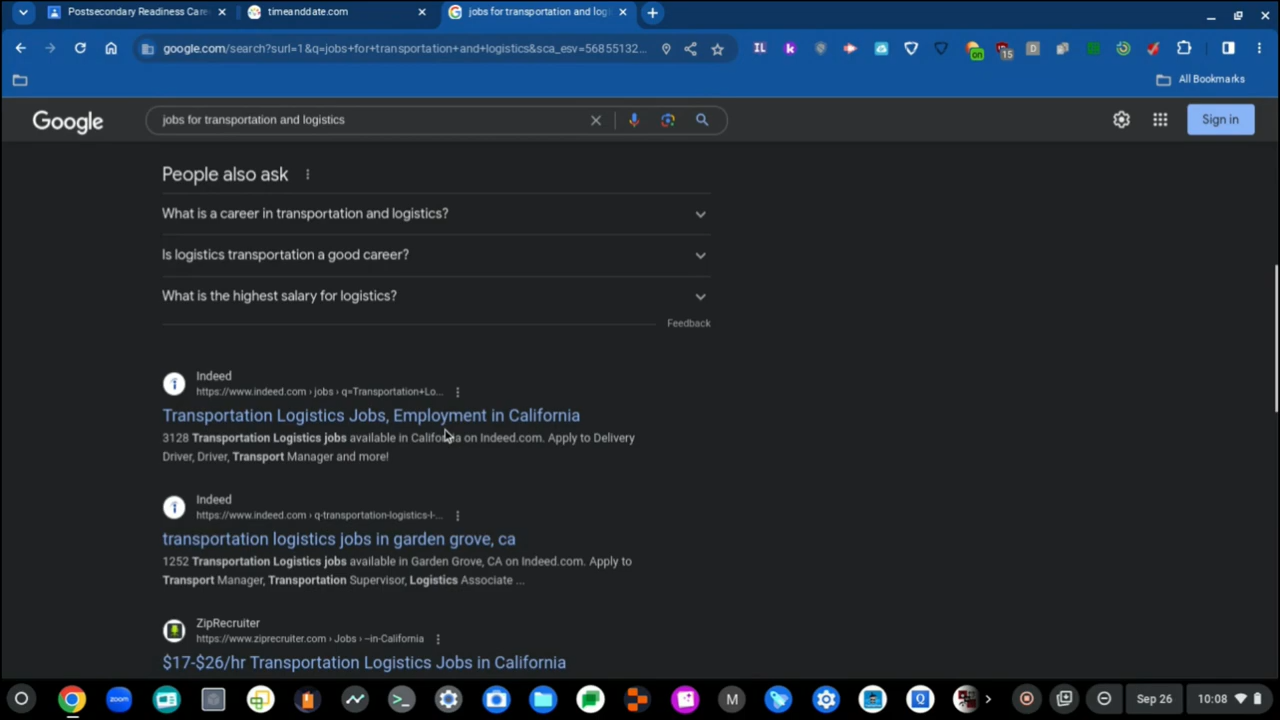 Postsecondary Readiness Care
timeanddate.com
jobs for transportation and logi
google.com/search?surl=1&q=jobs+for+transportation+and+logistics&sca_esv=56855132...
IL
k
on
15
D
All Bookmarks
Google
jobs for transportation and logistics
Sign in
People also ask
What is a career in transportation and logistics?
Is logistics transportation a good career?
What is the highest salary for logistics?
Feedback
Indeed
https://www.indeed.com › jobs › q=Transportation+Lo...
Transportation Logistics Jobs, Employment in California
3128 Transportation Logistics jobs available in California on Indeed.com. Apply to Delivery
Driver, Driver, Transport Manager and more!
Indeed
https://www.indeed.com › q-transportation-logistics-l-...
transportation logistics jobs in garden grove, ca
1252 Transportation Logistics jobs available in Garden Grove, CA on Indeed.com. Apply to
Transport Manager, Transportation Supervisor, Logistics Associate ...
ZipRecruiter
https://www.ziprecruiter.com › Jobs › --in-California
$17-$26/hr Transportation Logistics Jobs in California
zoom
M
Q
Sep 26
10:08